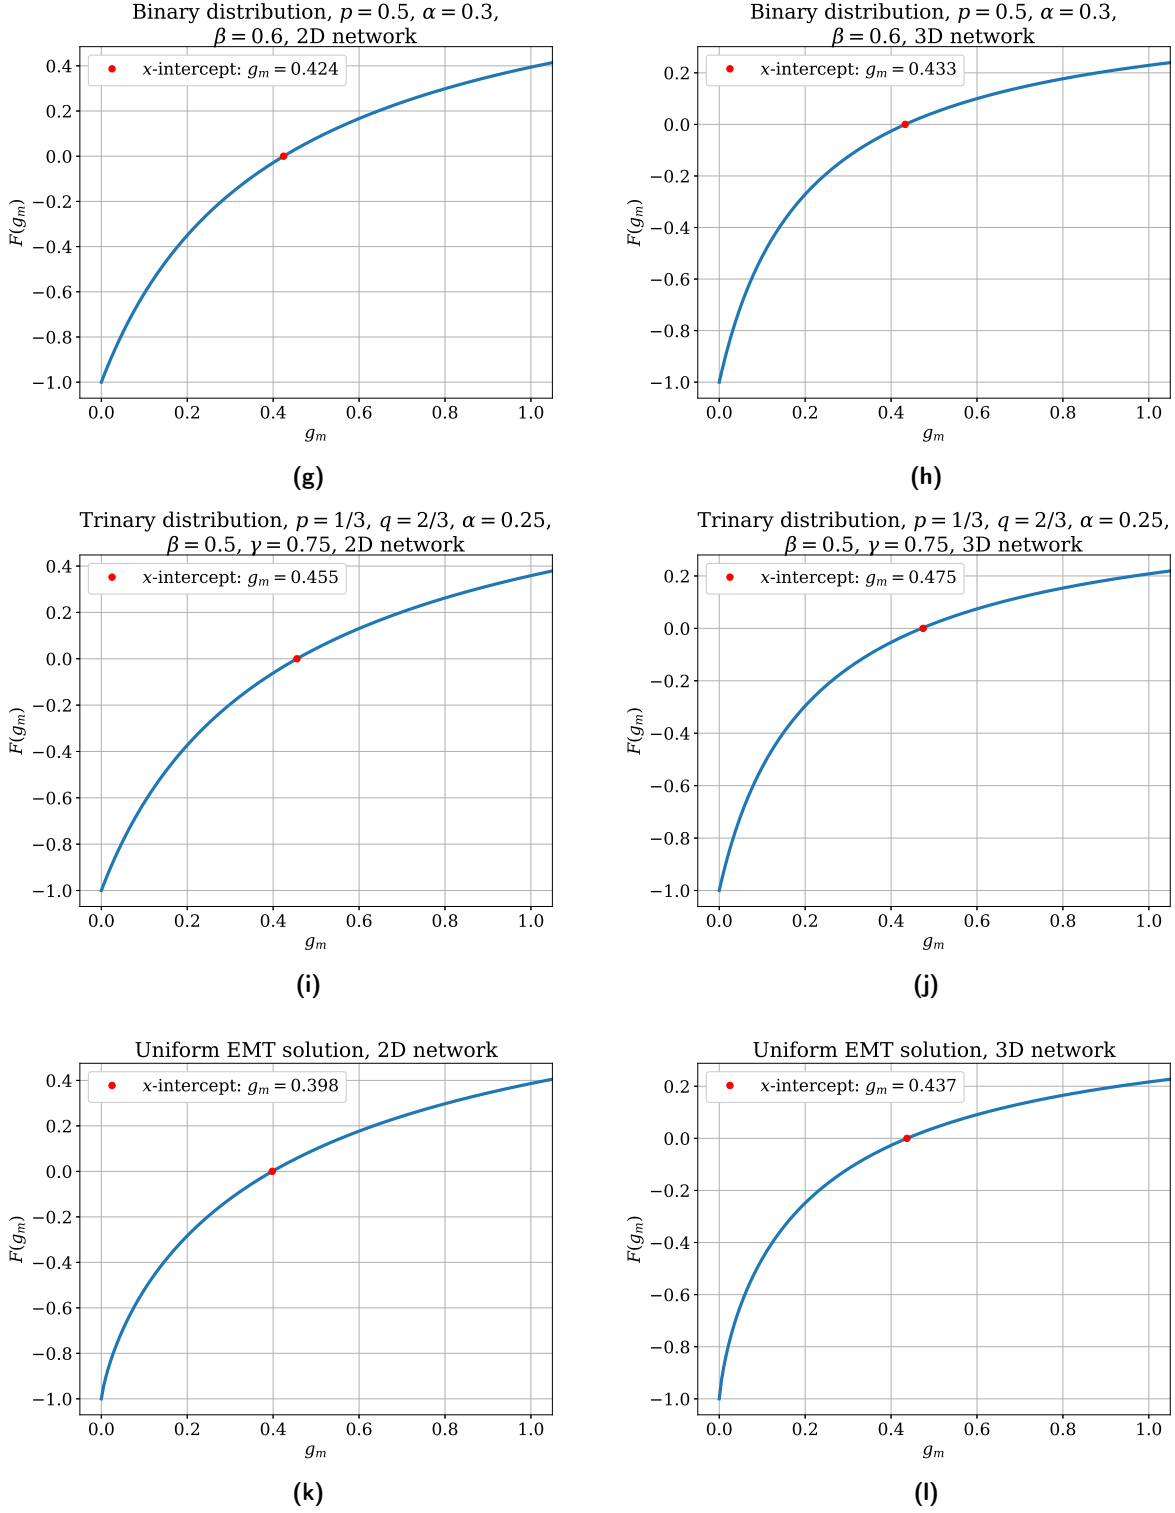 Binary distribution, p = 0.5, α = 0.3,
β = 0.6, 2D network
x-intercept: g_m = 0.424
0.4
0.2
0.0
−0.2
−0.4
−0.6
−0.8
−1.0
F(g_m)
0.0 0.2 0.4 0.6 0.8 1.0
g_m
(g)
Binary distribution, p = 0.5, α = 0.3,
β = 0.6, 3D network
x-intercept: g_m = 0.433
0.2
0.0
−0.2
−0.4
−0.6
−0.8
−1.0
F(g_m)
0.0 0.2 0.4 0.6 0.8 1.0
g_m
(h)
Trinary distribution, p = 1/3, q = 2/3, α = 0.25,
β = 0.5, γ = 0.75, 2D network
x-intercept: g_m = 0.455
0.4
0.2
0.0
−0.2
−0.4
−0.6
−0.8
−1.0
F(g_m)
0.0 0.2 0.4 0.6 0.8 1.0
g_m
(i)
Trinary distribution, p = 1/3, q = 2/3, α = 0.25,
β = 0.5, γ = 0.75, 3D network
x-intercept: g_m = 0.475
0.2
0.0
−0.2
−0.4
−0.6
−0.8
−1.0
F(g_m)
0.0 0.2 0.4 0.6 0.8 1.0
g_m
(j)
Uniform EMT solution, 2D network
x-intercept: g_m = 0.398
0.4
0.2
0.0
−0.2
−0.4
−0.6
−0.8
−1.0
F(g_m)
0.0 0.2 0.4 0.6 0.8 1.0
g_m
(k)
Uniform EMT solution, 3D network
x-intercept: g_m = 0.437
0.2
0.0
−0.2
−0.4
−0.6
−0.8
−1.0
F(g_m)
0.0 0.2 0.4 0.6 0.8 1.0
g_m
(l)